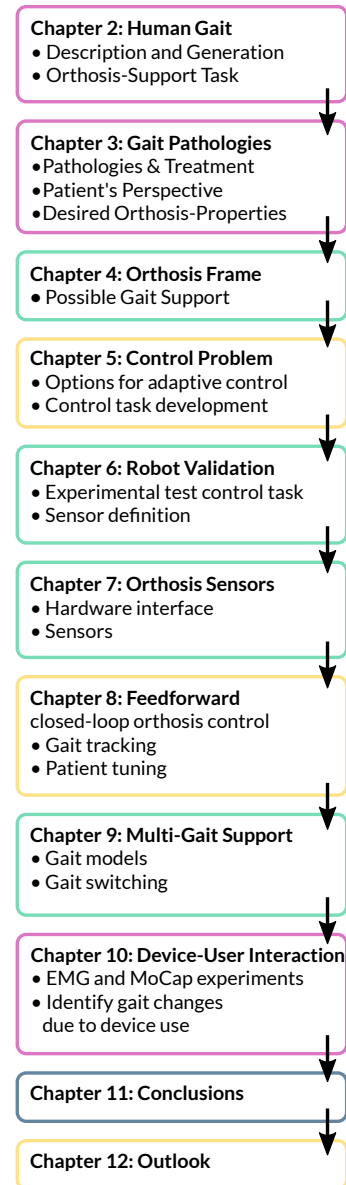 Chapter 2: Human Gait
• Description and Generation
• Orthosis-Support Task
Chapter 3: Gait Pathologies
•Pathologies & Treatment
•Patient's Perspective
•Desired Orthosis-Properties
Chapter 4: Orthosis Frame
• Possible Gait Support
Chapter 5: Control Problem
• Options for adaptive control
• Control task development
Chapter 6: Robot Validation
• Experimental test control task
• Sensor definition
Chapter 7: Orthosis Sensors
• Hardware interface
• Sensors
Chapter 8: Feedforward
closed-loop orthosis control
• Gait tracking
• Patient tuning
Chapter 9: Multi-Gait Support
• Gait models
• Gait switching
Chapter 10: Device-User Interaction
• EMG and MoCap experiments
• Identify gait changes
due to device use
Chapter 11: Conclusions
Chapter 12: Outlook